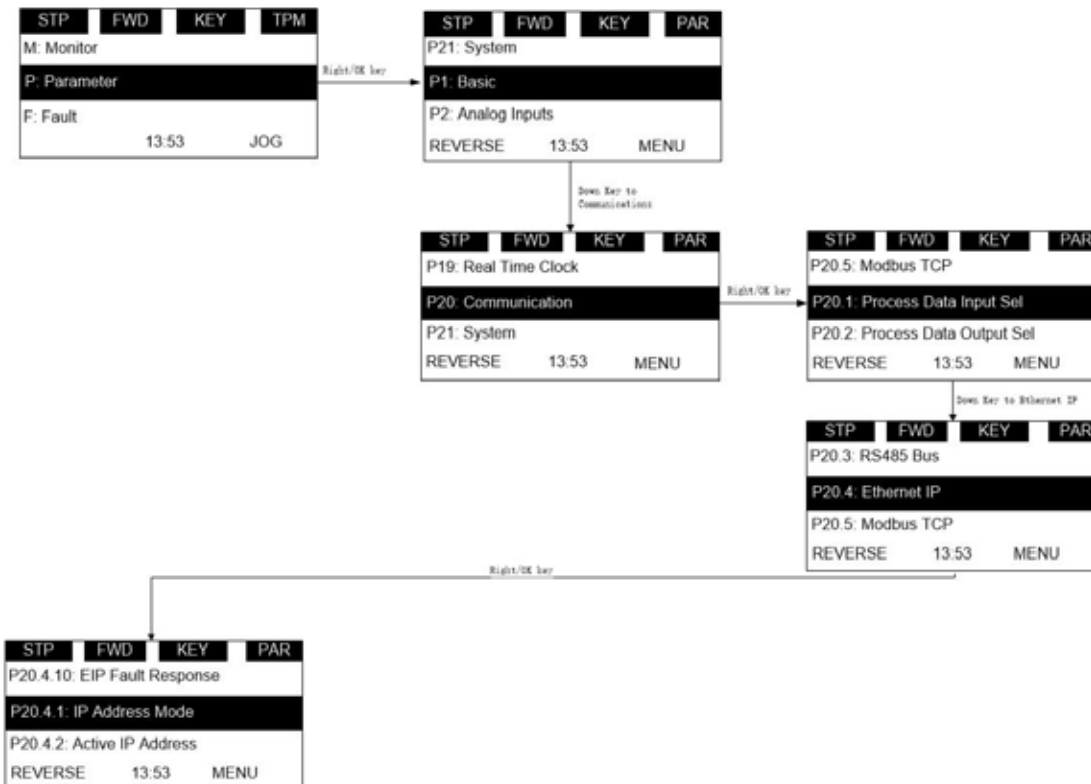 STP FWD KEY TPM
M: Monitor
P: Parameter
F: Fault
13:53 JOG
Right/OK key
STP FWD KEY PAR
P21: System
P1: Basic
P2: Analog Inputs
REVERSE 13:53 MENU
Down Key to
Communications
STP FWD KEY PAR
P19: Real Time Clock
P20: Communication
P21: System
REVERSE 13:53 MENU
Right/OK key
STP FWD KEY PAR
P20.5: Modbus TCP
P20.1: Process Data Input Sel
P20.2: Process Data Output Sel
REVERSE 13:53 MENU
Down Key to Ethernet IP
STP FWD KEY PAR
P20.3: RS485 Bus
P20.4: Ethernet IP
P20.5: Modbus TCP
REVERSE 13:53 MENU
Right/OK key
STP FWD KEY PAR
P20.4.10: EIP Fault Response
P20.4.1: IP Address Mode
P20.4.2: Active IP Address
REVERSE 13:53 MENU